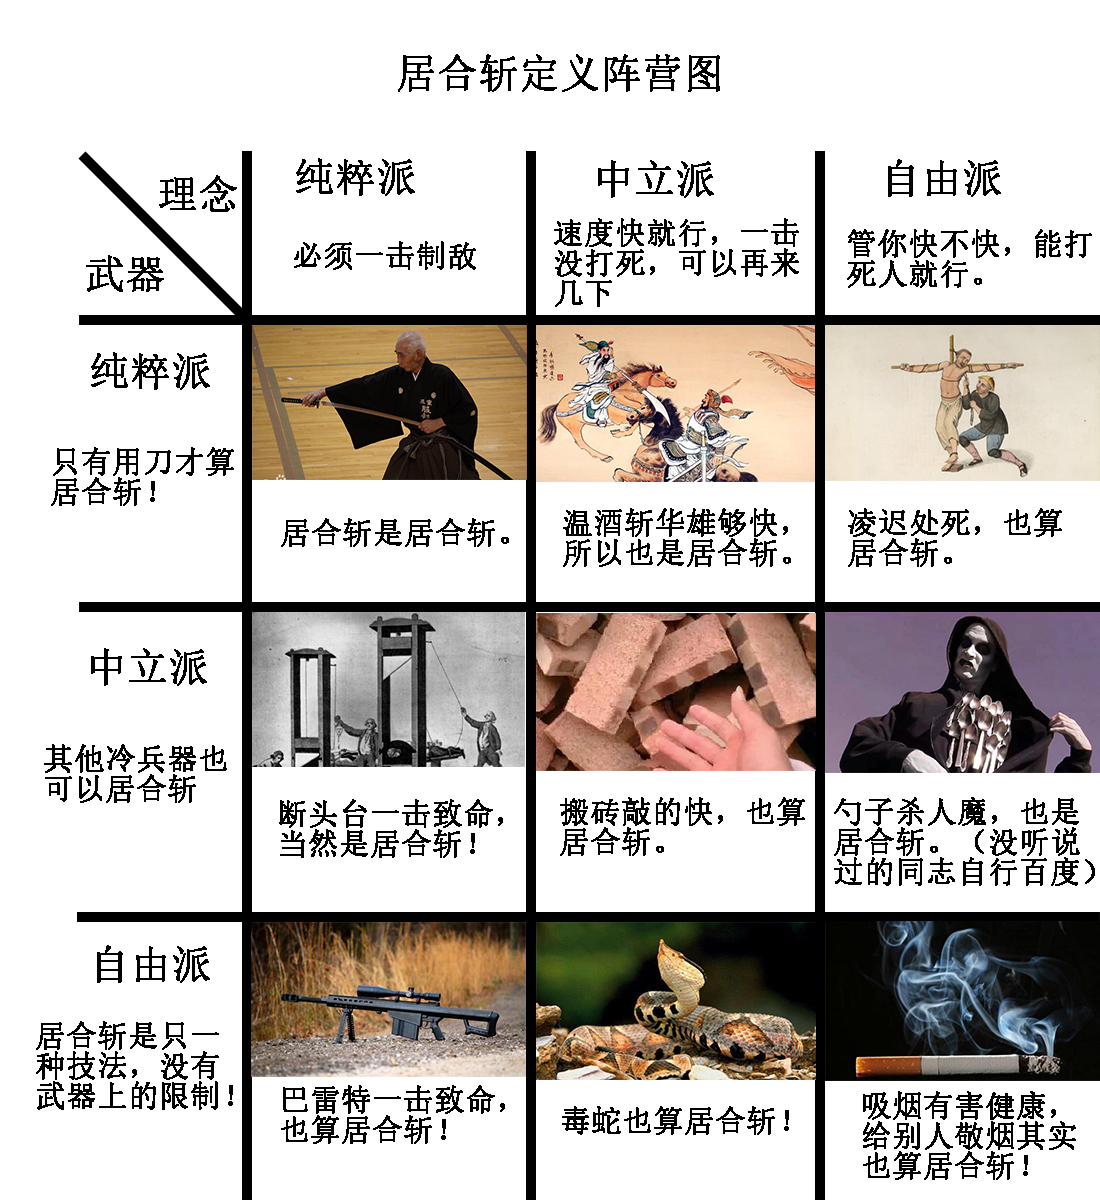 居合斩定义阵营图
理念
武器
纯粹派
必须一击制敌
中立派
速度快就行，一击
没打死，可以再来
几下
自由派
管你快不快，能打
死人就行。
纯粹派
只有用刀才算
居合斩！
居合斩是居合斩。
温酒斩华雄够快，
所以也是居合斩。
凌迟处死，也算
居合斩。
中立派
其他冷兵器也
可以居合斩
断头台一击致命，
当然是居合斩！
搬砖敲的快，也算
居合斩。
勺子杀人魔，也是
居合斩。（没听说
过的同志自行百度）
自由派
居合斩是只一
种技法，没有
武器上的限制！
巴雷特一击致命，
也算居合斩！
毒蛇也算居合斩！
吸烟有害健康，
给别人敬烟其实
也算居合斩！